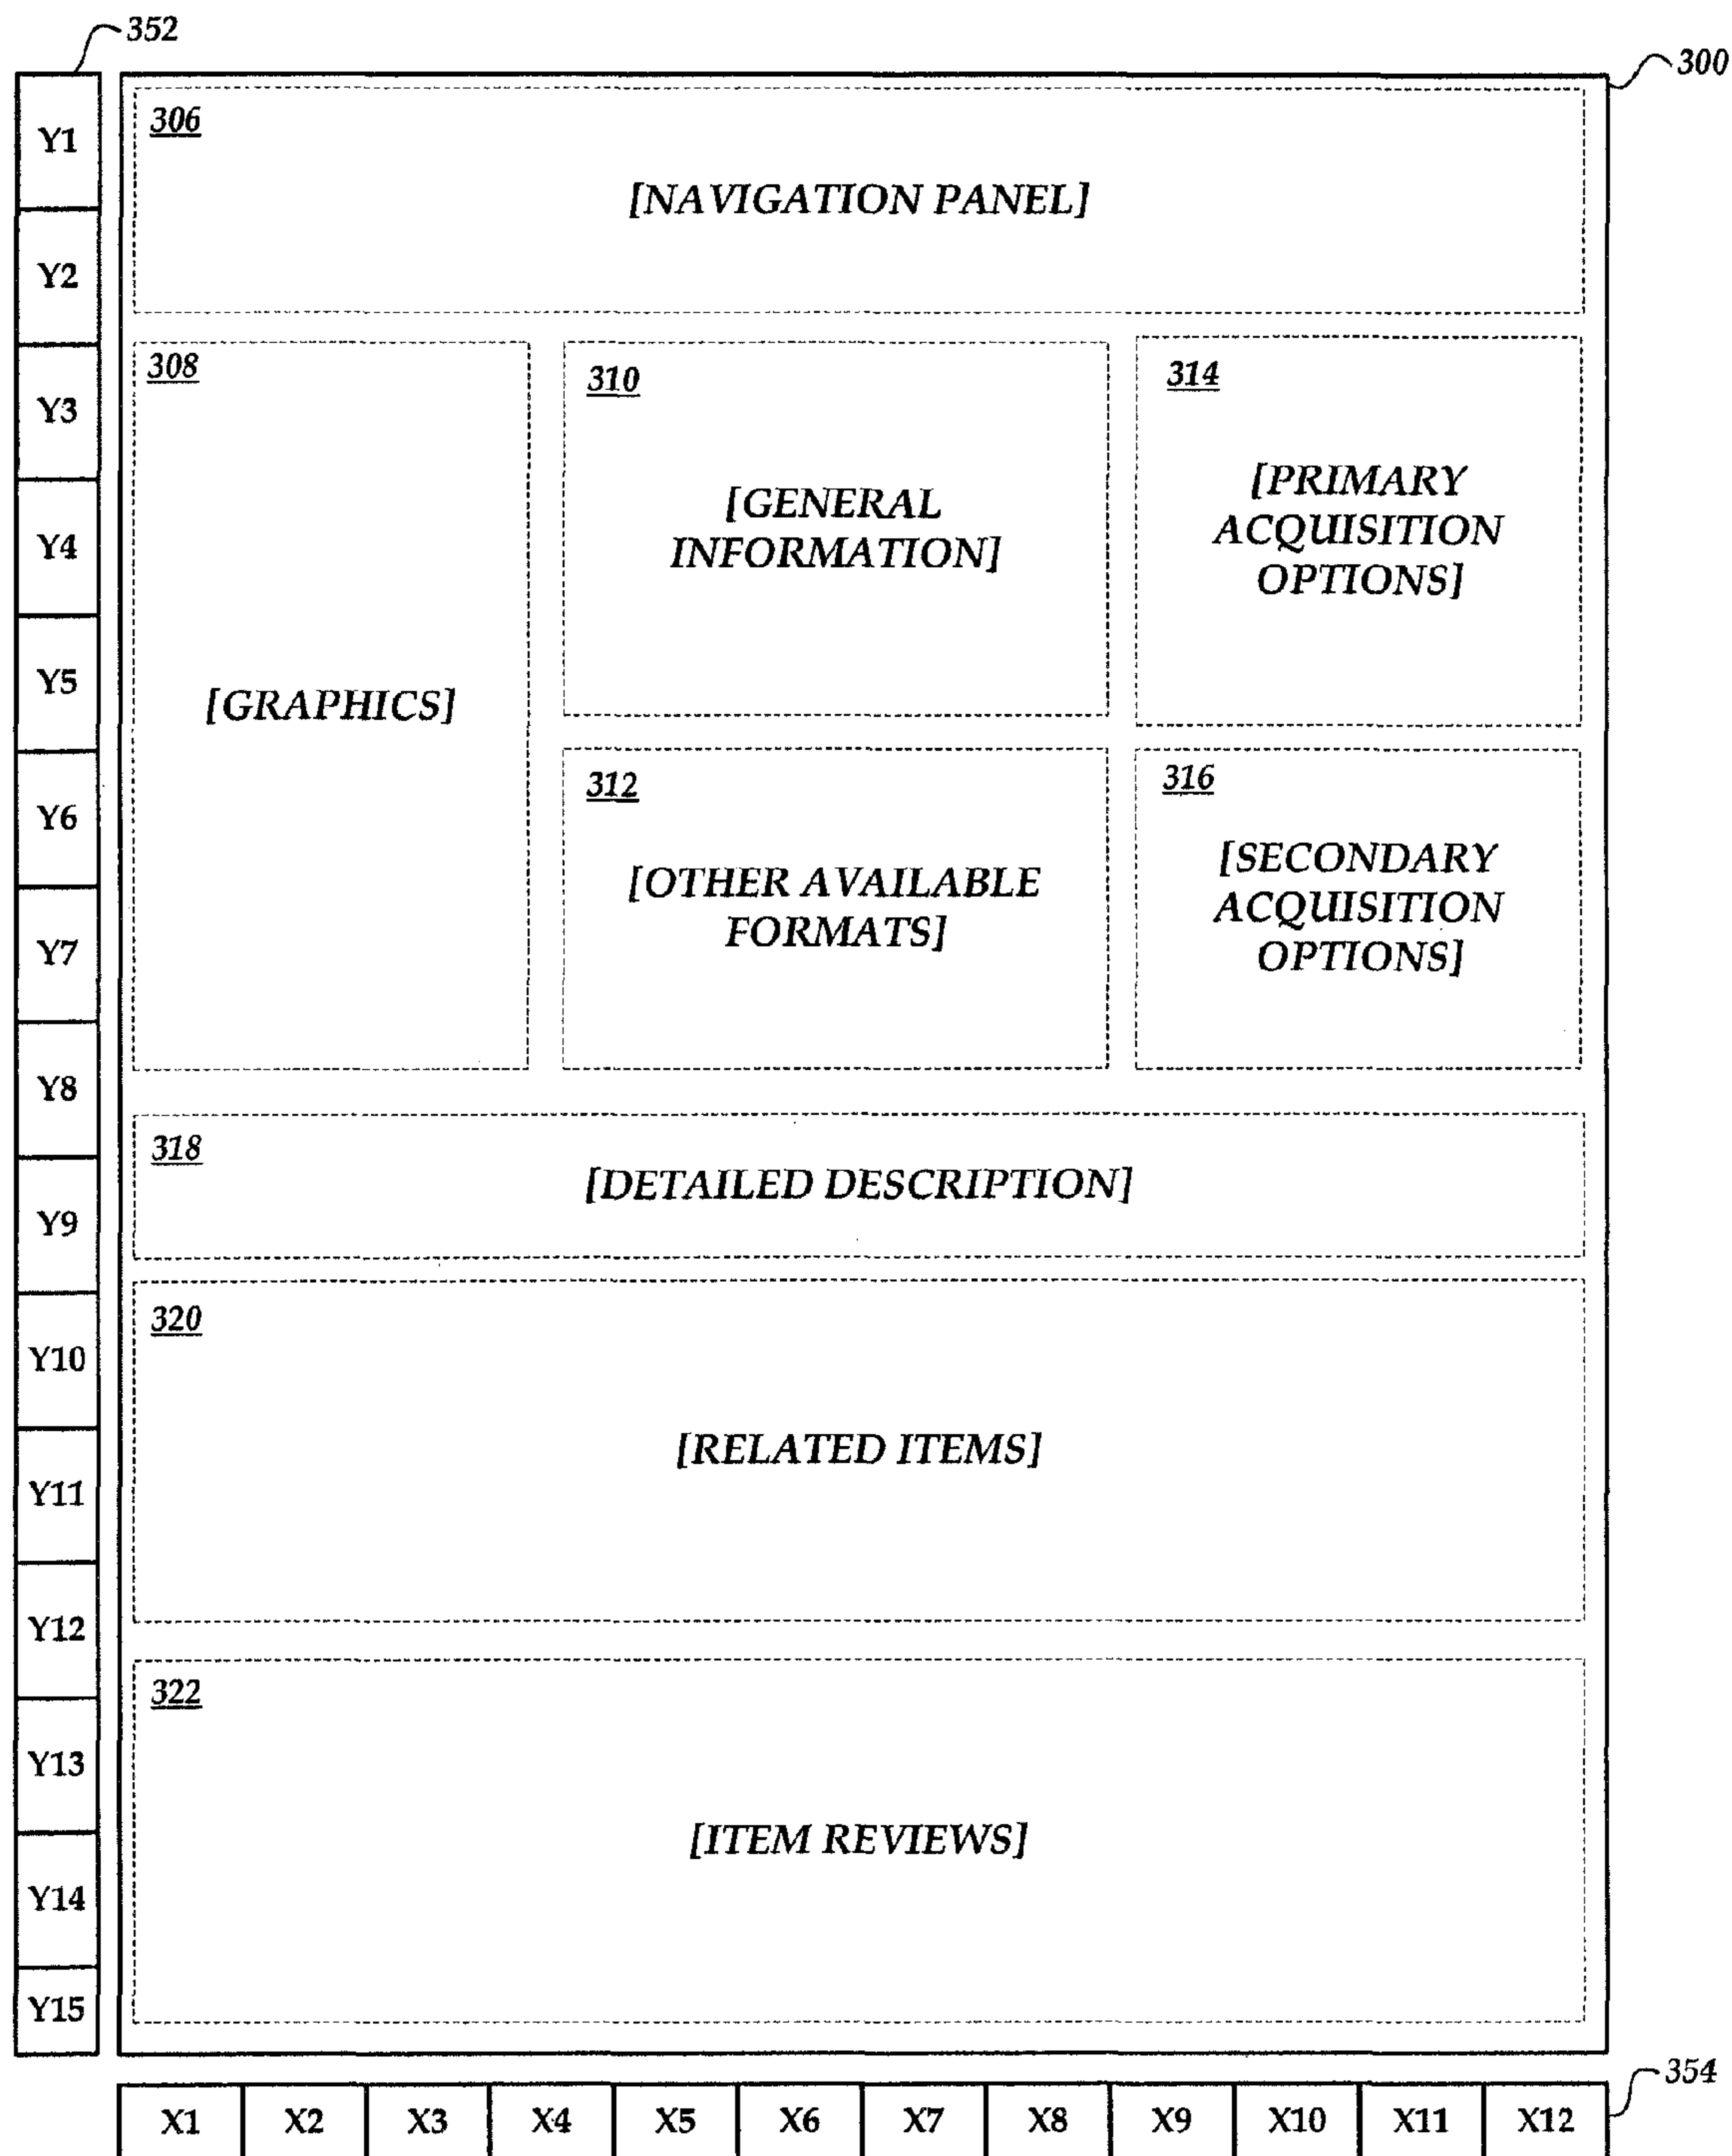 352
300
Y1
Y2
Y3
Y4
Y5
Y6
Y7
Y8
Y9
Y10
Y11
Y12
Y13
Y14
Y15
306
[NAVIGATION PANEL]
308
[GRAPHICS]
310
[GENERAL
INFORMATION]
314
[PRIMARY
ACQUISITION
OPTIONS]
312
[OTHER AVAILABLE
FORMATS]
316
[SECONDARY
ACQUISITION
OPTIONS]
318
[DETAILED DESCRIPTION]
320
[RELATED ITEMS]
322
[ITEM REVIEWS]
354
X1 X2 X3 X4 X5 X6 X7 X8 X9 X10 X11 X12